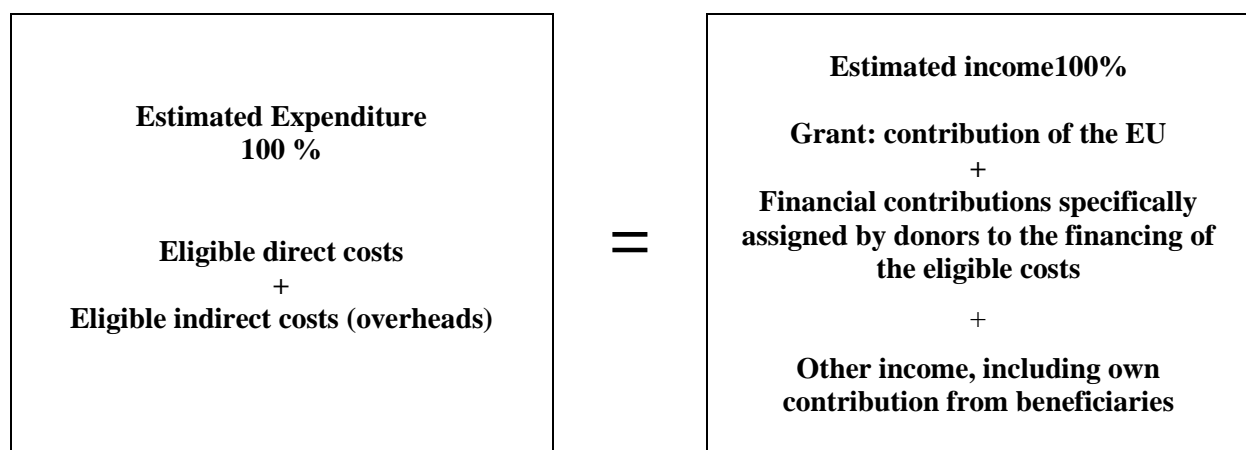 Estimated Expenditure
100 %
Eligible direct costs
+
Eligible indirect costs (overheads)
=
Estimated income100%
Grant: contribution of the EU
+
Financial contributions specifically
assigned by donors to the financing of
the eligible costs
+
Other income, including own
contribution from beneficiaries